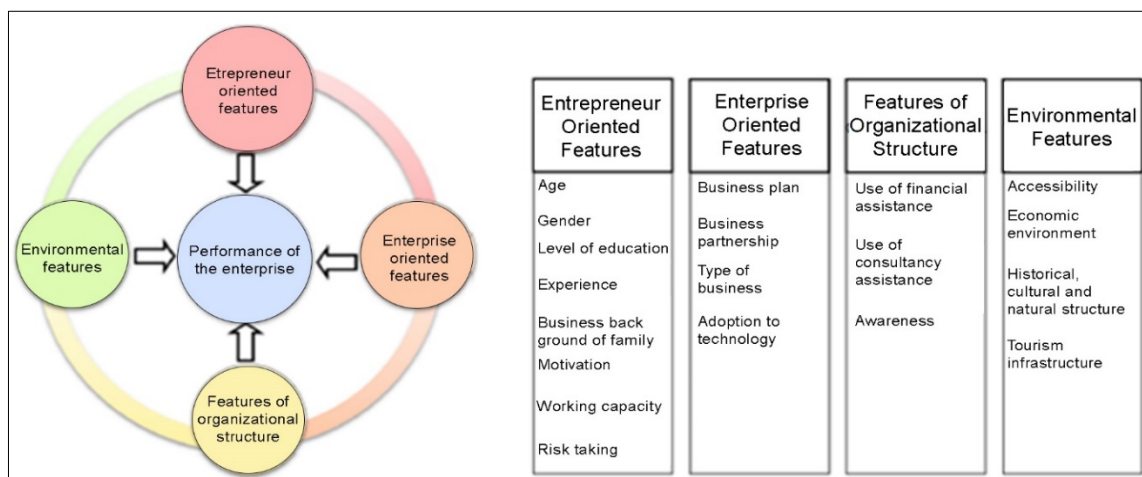 Etrepreneur
oriented
features
Environmental
features
Performance of
the enterprise
Enterprise
oriented
features
Features of
organizational
structure
Entrepreneur
Oriented
Features
Age
Gender
Level of education
Experience
Business back
ground of family
Motivation
Working capacity
Risk taking
Enterprise
Oriented
Features
Business plan
Business
partnership
Type of
business
Adoption to
technology
Features of
Organizational
Structure
Use of financial
assistance
Use of
consultancy
assistance
Awareness
Environmental
Features
Accessibility
Economic
environment
Historical,
cultural and
natural structure
Tourism
infrastructure